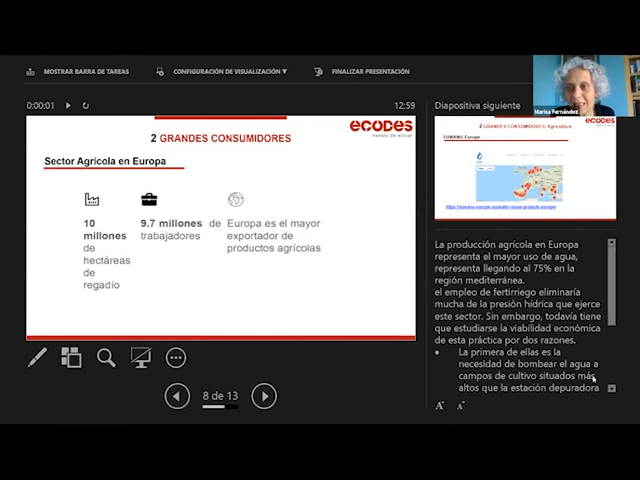 MOSTRAR BARRA DE TAREAS
CONFIGURACIÓN DE VISUALIZACIÓN ▼
FINALIZAR PRESENTACIÓN
Marisa Fernández
0:00:01
12:59
Diapositiva siguiente
ecodes
tiempo de actuar
2 GRANDES CONSUMIDORES
Sector Agrícola en Europa
10
millones
de
hectáreas
de
regadío
9.7 millones de
trabajadores
Europa es el mayor
exportador de
productos agrícolas
ecodes
2 GRANDES CONSUMIDORES: Agricultura
SUWANU Europe
La producción agrícola en Europa
representa el mayor uso de agua,
representa llegando al 75% en la
región mediterránea.
el empleo de fertirriego eliminaría
mucha de la presión hídrica que ejerce
este sector. Sin embargo, todavía tiene
que estudiarse la viabilidad económica
de esta práctica por dos razones.
• La primera de ellas es la
necesidad de bombear el agua a
campos de cultivo situados más
altos que la estación depuradora
8 de 13
A A